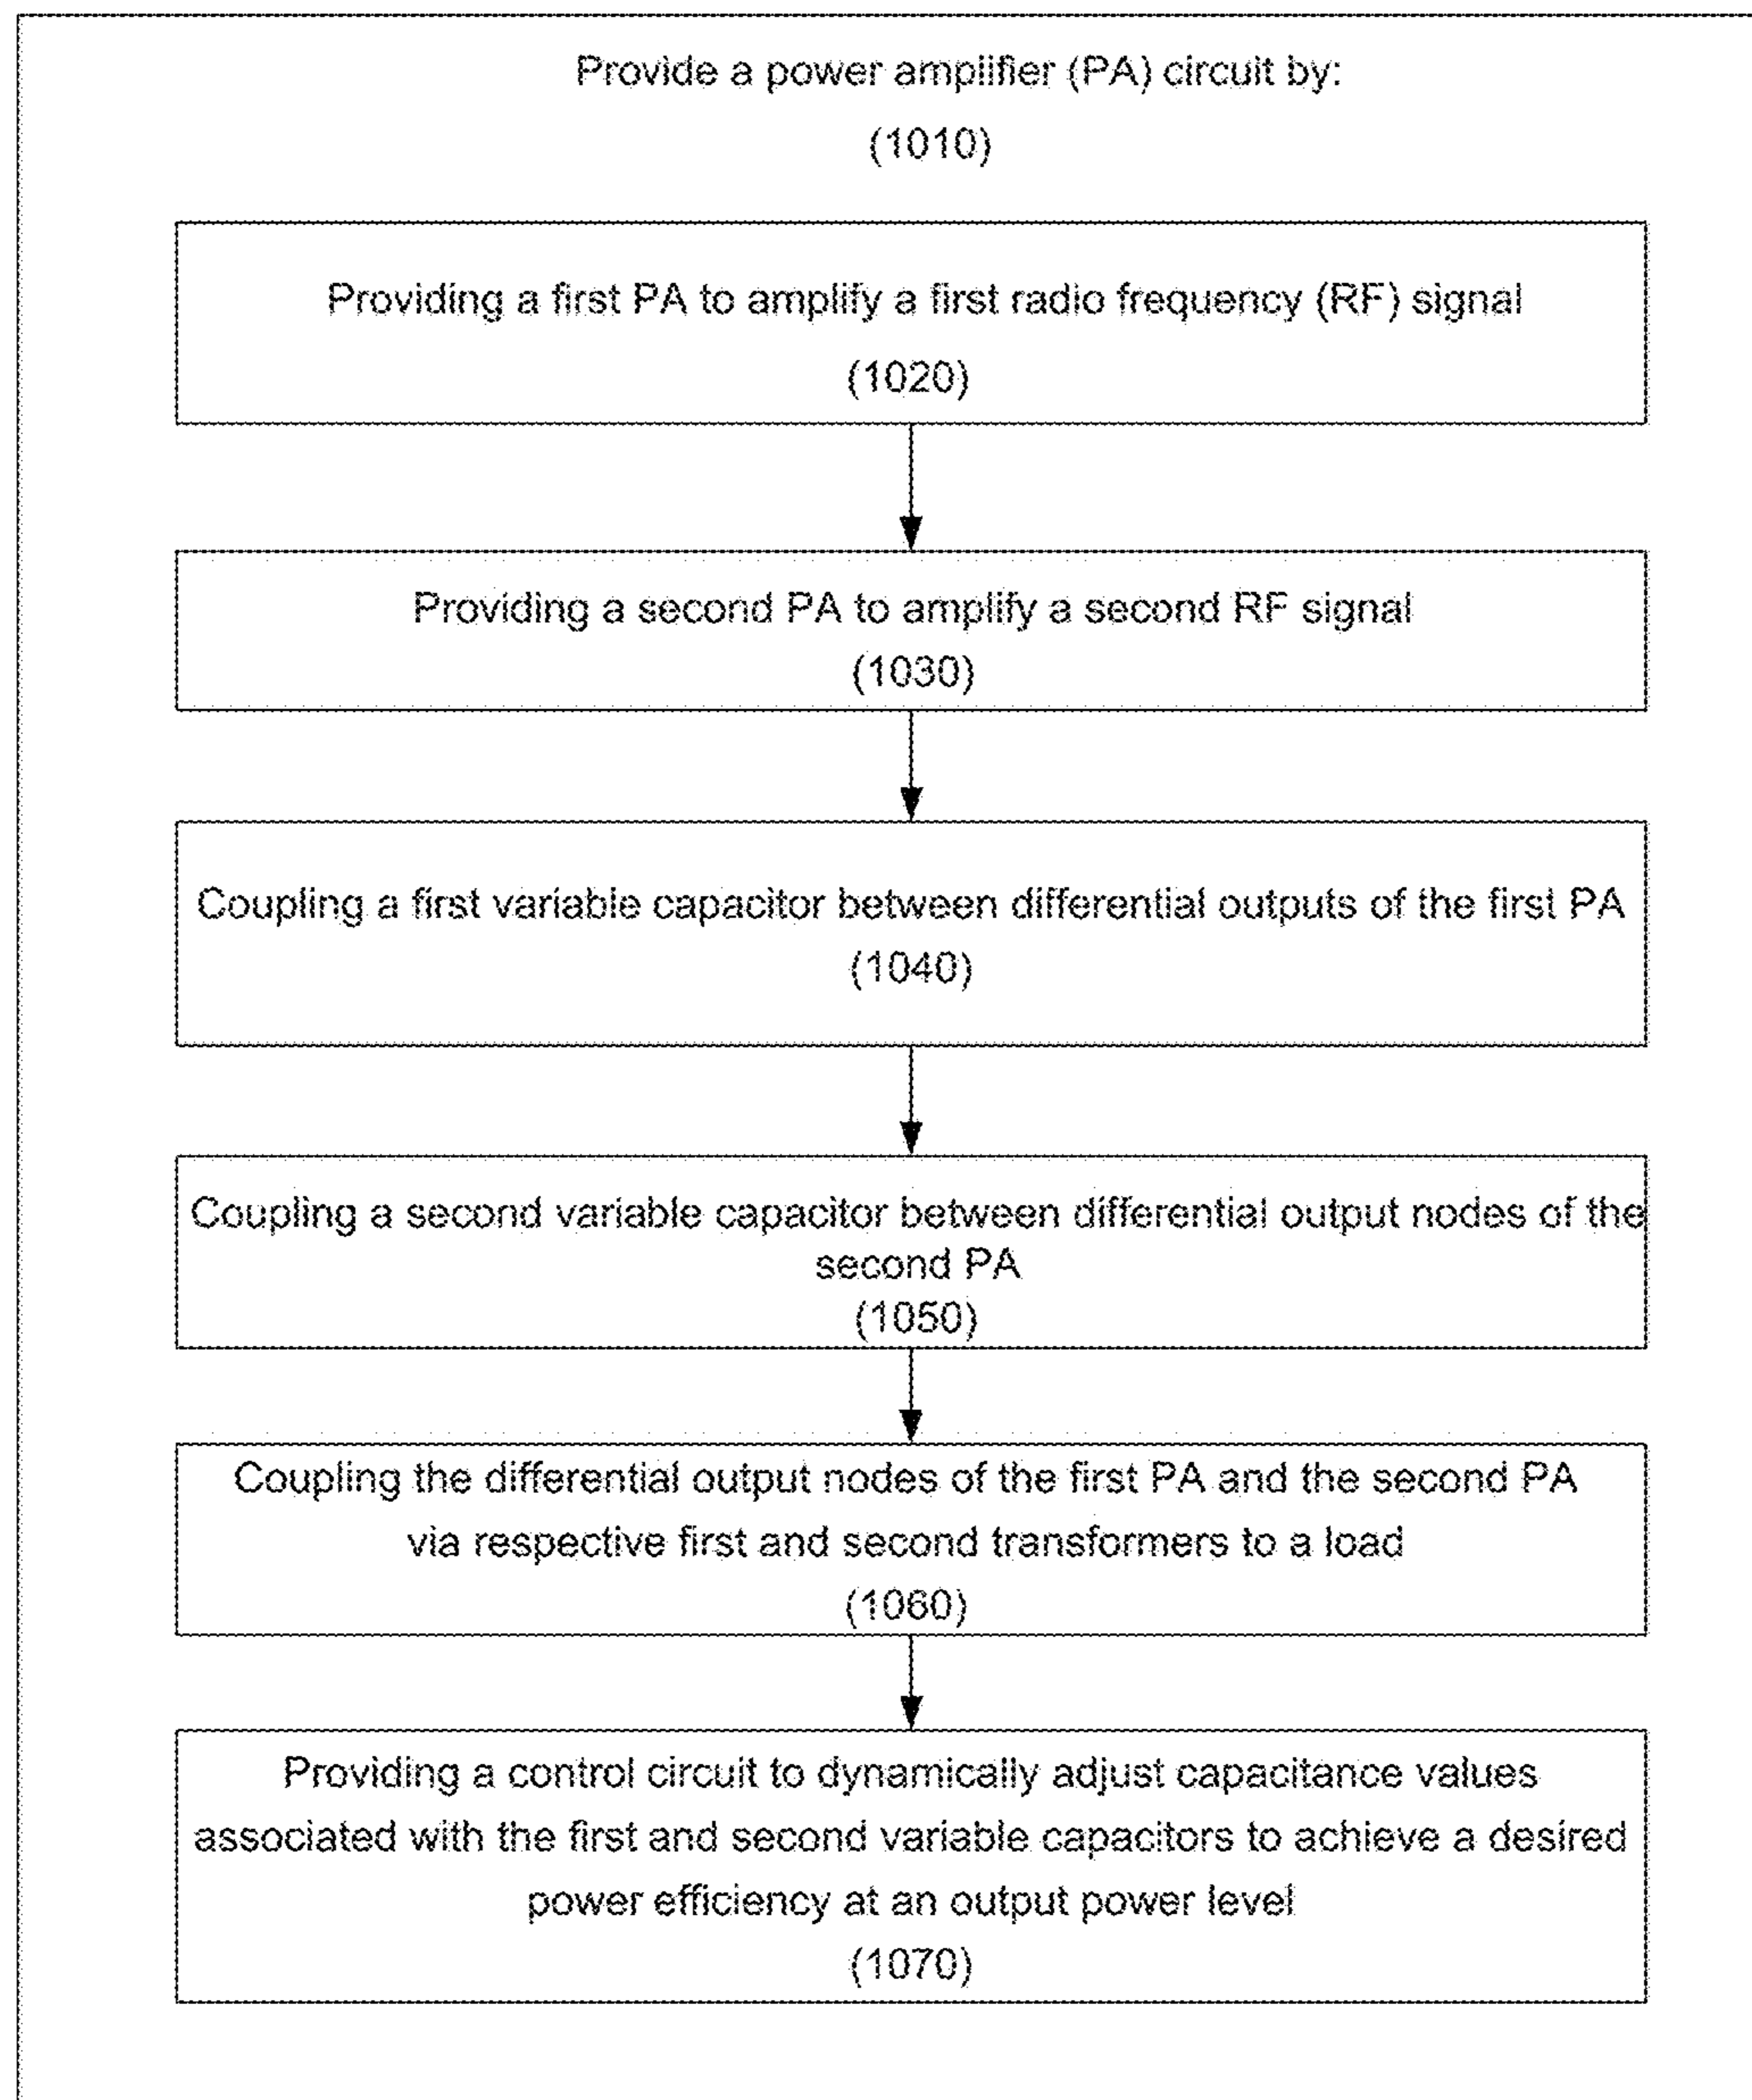 Provide a power amplifier (PA) circuit by:
(1010)
Providing a first PA to amplify a first radio frequency (RF) signal
(1020)
Providing a second PA to amplify a second RF signal
(1030)
Coupling a first variable capacitor between differential outputs of the first PA
(1040)
Coupling a second variable capacitor between differential output nodes of the
second PA
(1050)
Coupling the differential output nodes of the first PA and the second PA
via respective first and second transformers to a load
(1060)
Providing a control circuit to dynamically adjust capacitance values
associated with the first and second variable capacitors to achieve a desired
power efficiency at an output power level
(1070)